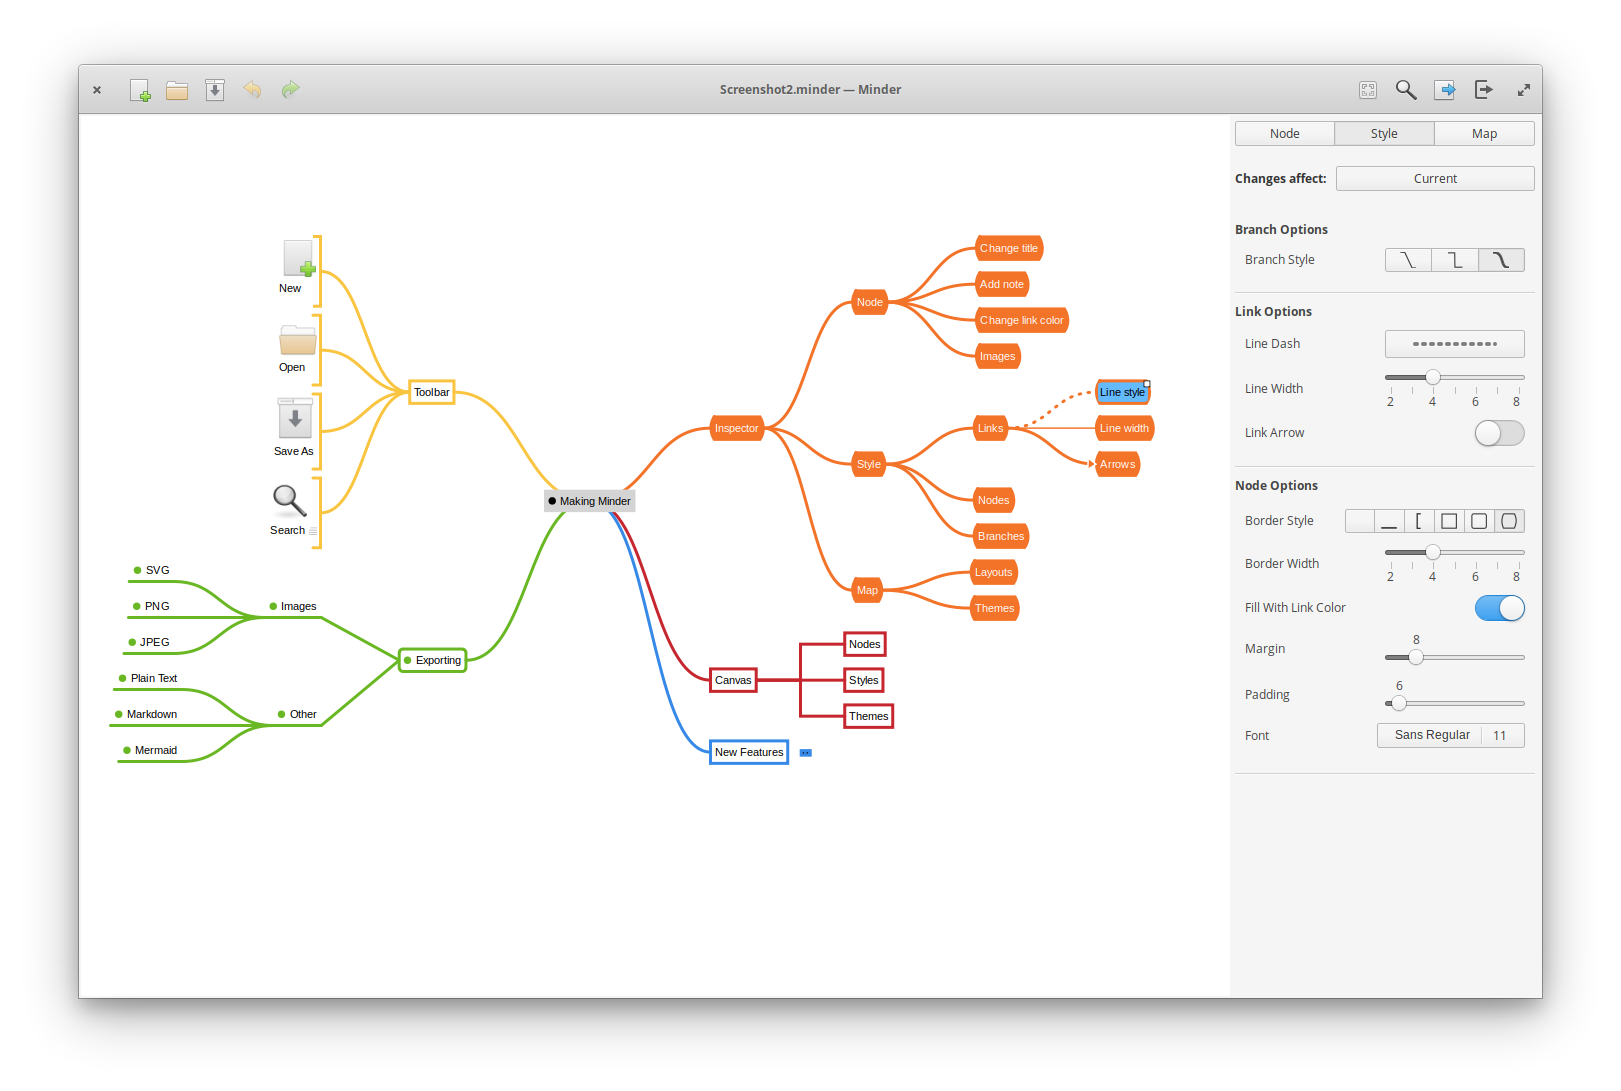 Screenshot2.minder — Minder
Node
Style
Map
Changes affect:
Current
Branch Options
Branch Style
Link Options
Line Dash
Line Width
2
4
6
8
Link Arrow
Node Options
Border Style
Border Width
2
4
6
8
Fill With Link Color
Margin
8
Padding
6
Font
Sans Regular
11
New
Open
Save As
Search
Toolbar
Making Minder
SVG
PNG
JPEG
Images
Plain Text
Markdown
Mermaid
Other
Exporting
Inspector
Node
Change title
Add note
Change link color
Images
Style
Links
Line style
Line width
Arrows
Nodes
Branches
Map
Layouts
Themes
Canvas
Nodes
Styles
Themes
New Features